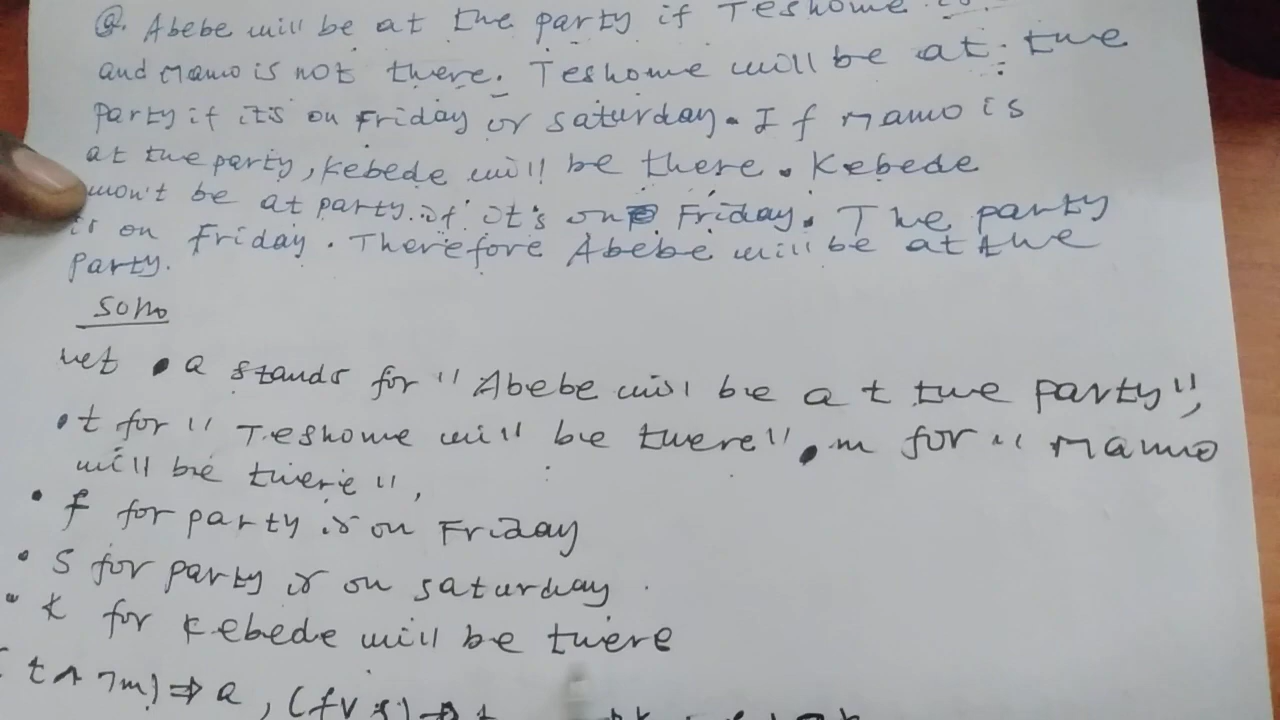 Q. Abebe will be at the party if Teshome is
and Mamo is not there. Teshome will be at the
party if it's on Friday or saturday. If Mamo is
at the party, Kebede will be there. Kebede
won't be at party if it's on Friday. The party
is on Friday. Therefore Abebe will be at the
party.
soln
Let • a stands for "Abebe will be at the party",
• t for "Teshome will be there", • m for "Mamo
will be there",
• f for party is on Friday
• s for party is on saturday.
• k for Kebede will be there
(t∧¬m)⇒a, (f∨s)⇒t